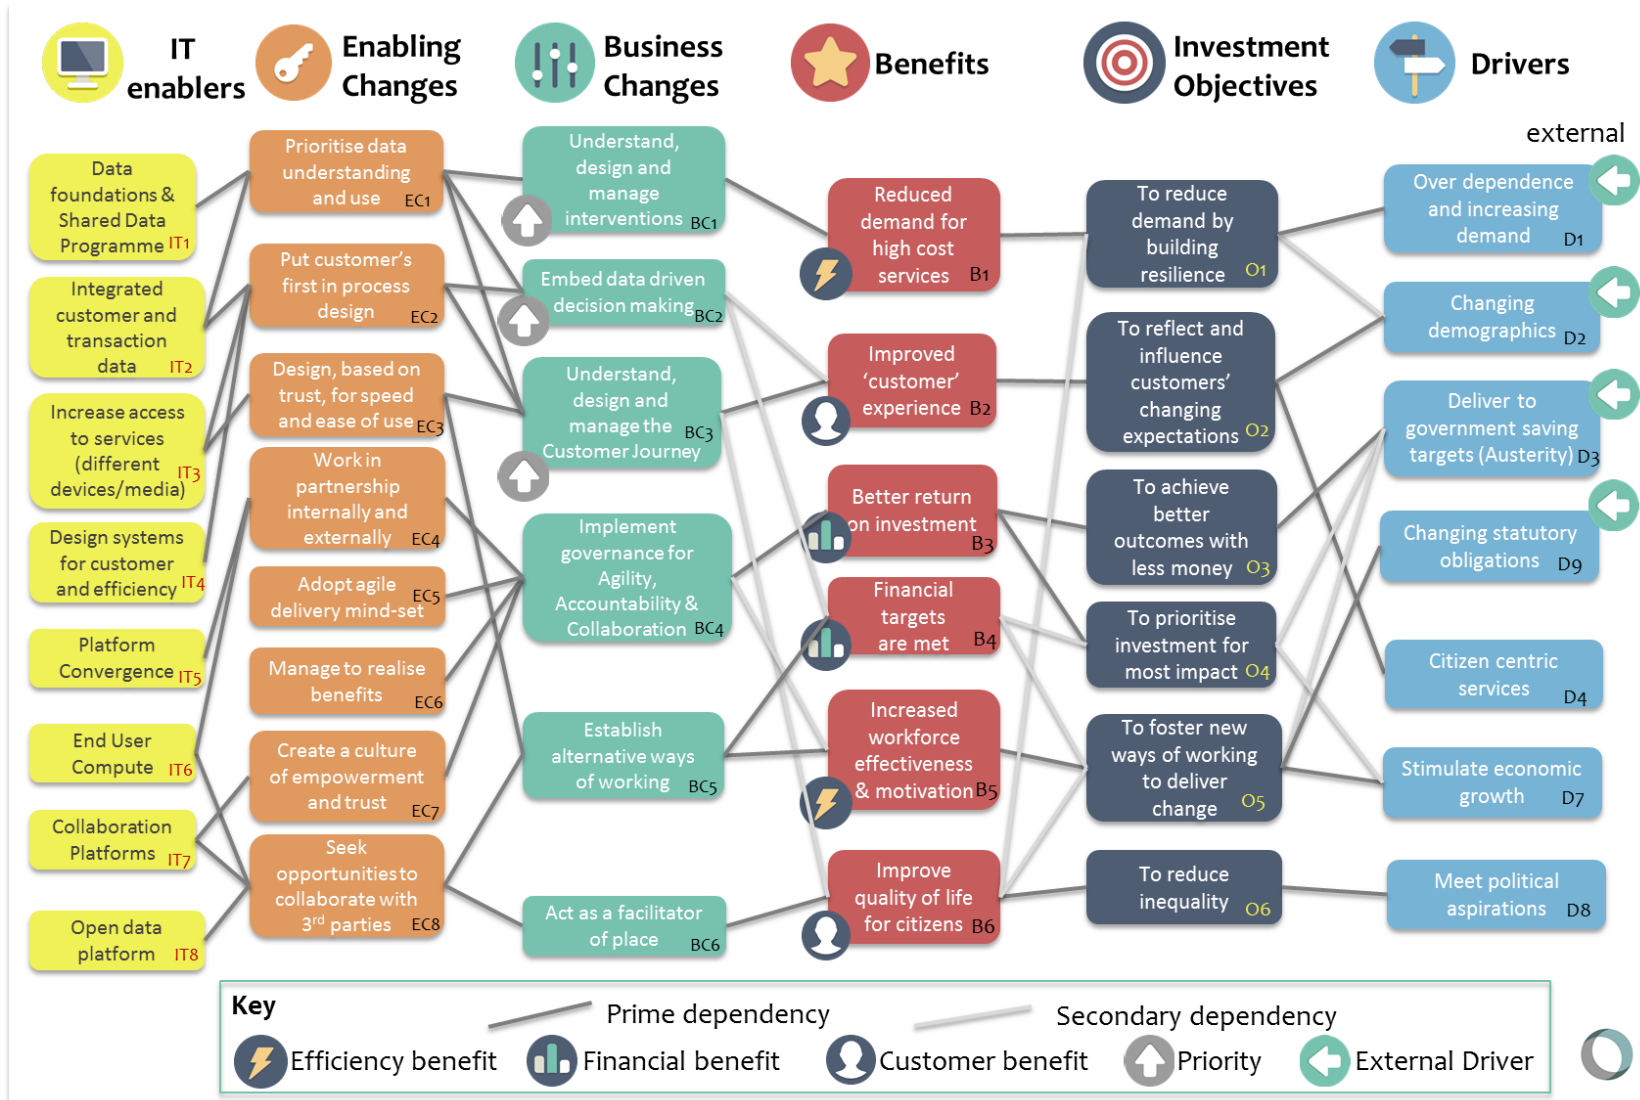 IT
enablers
Enabling
Changes
Business
Changes
Benefits
Investment
Objectives
Drivers
external
Data
foundations &
Shared Data
Programme IT1
Integrated
customer and
transaction
data IT2
Increase access
to services
(different IT3
devices/media)
Design systems
for customer
and efficiency IT4
Platform
Convergence IT5
End User
Compute IT6
Collaboration
Platforms IT7
Open data
platform IT8
Prioritise data
understanding
and use EC1
Put customer's
first in process
design EC2
Design, based on
trust, for speed
and ease of use EC3
Work in
partnership
internally and
externally EC4
Adopt agile EC5
delivery mind-set
Manage to realise
benefits EC6
Create a culture
of empowerment
and trust EC7
Seek
opportunities to
collaborate with
3rd parties EC8
Understand,
design and
manage
interventions BC1
Embed data driven
decision making BC2
Understand,
design and
manage the BC3
Customer Journey
Implement
governance for
Agility,
Accountability &
Collaboration BC4
Establish
alternative ways
of working BC5
Act as a facilitator
of place BC6
Reduced
demand for
high cost
services B1
Improved
'customer'
experience B2
Better return
on investment
B3
Financial
targets
are met B4
Increased
workforce
effectiveness
& motivation B5
Improve
quality of life
for citizens B6
To reduce
demand by
building
resilience O1
To reflect and
influence
customers'
changing
expectations O2
To achieve
better
outcomes with
less money O3
To prioritise
investment for
most impact O4
To foster new
ways of working
to deliver
change O5
To reduce
inequality O6
Over dependence
and increasing
demand D1
Changing
demographics D2
Deliver to
government saving
targets (Austerity) D3
Changing statutory
obligations D9
Citizen centric
services D4
Stimulate economic
growth D7
Meet political
aspirations D8
Key
Prime dependency
Secondary dependency
Efficiency benefit
Financial benefit
Customer benefit
Priority
External Driver